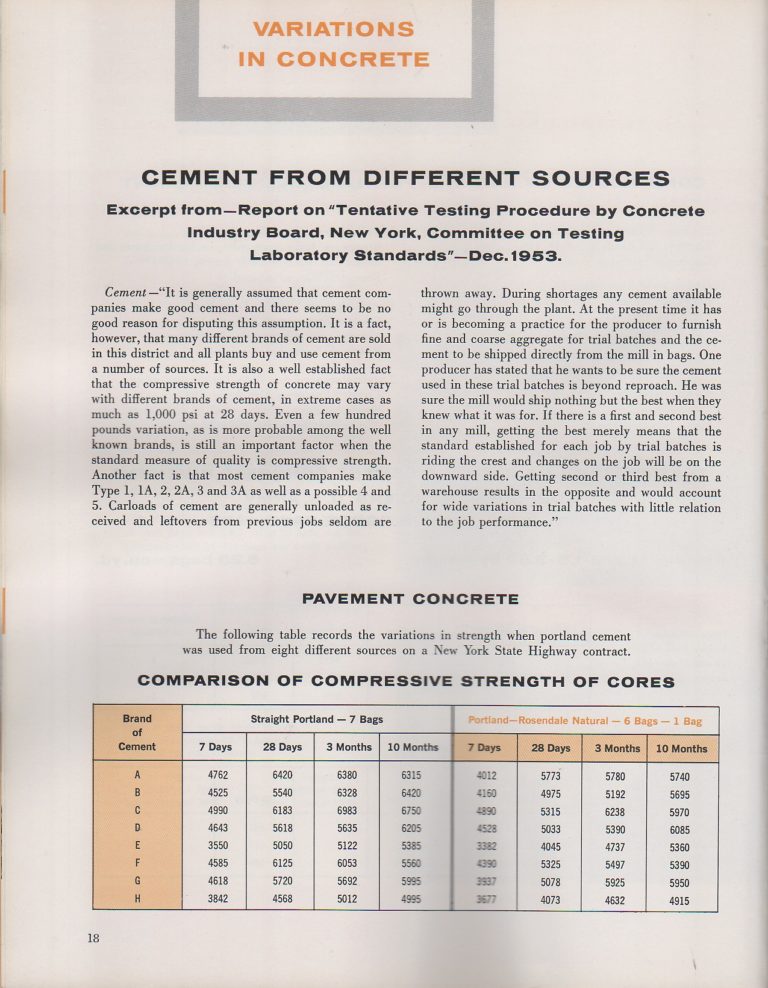 VARIATIONS
IN CONCRETE
CEMENT FROM DIFFERENT SOURCES
Excerpt from—Report on "Tentative Testing Procedure by Concrete
Industry Board, New York, Committee on Testing
Laboratory Standards"—Dec. 1953.
Cement—"It is generally assumed that cement com-
panies make good cement and there seems to be no
good reason for disputing this assumption. It is a fact,
however, that many different brands of cement are sold
in this district and all plants buy and use cement from
a number of sources. It is also a well established fact
that the compressive strength of concrete may vary
with different brands of cement, in extreme cases as
much as 1,000 psi at 28 days. Even a few hundred
pounds variation, as is more probable among the well
known brands, is still an important factor when the
standard measure of quality is compressive strength.
Another fact is that most cement companies make
Type 1, 1A, 2, 2A, 3 and 3A as well as a possible 4 and
5. Carloads of cement are generally unloaded as re-
ceived and leftovers from previous jobs seldom are
thrown away. During shortages any cement available
might go through the plant. At the present time it has
or is becoming a practice for the producer to furnish
fine and coarse aggregate for trial batches and the ce-
ment to be shipped directly from the mill in bags. One
producer has stated that he wants to be sure the cement
used in these trial batches is beyond reproach. He was
sure the mill would ship nothing but the best when they
knew what it was for. If there is a first and second best
in any mill, getting the best merely means that the
standard established for each job by trial batches is
riding the crest and changes on the job will be on the
downward side. Getting second or third best from a
warehouse results in the opposite and would account
for wide variations in trial batches with little relation
to the job performance."
PAVEMENT CONCRETE
The following table records the variations in strength when portland cement
was used from eight different sources on a New York State Highway contract.
COMPARISON OF COMPRESSIVE STRENGTH OF CORES
Brand of Cement Straight Portland — 7 Bags Portland—Rosendale Natural — 6 Bags — 1 Bag
7 Days 28 Days 3 Months 10 Months 7 Days 28 Days 3 Months 10 Months
A 4762 6420 6380 6315 4012 5773 5780 5740
B 4525 5540 6328 6420 4160 4975 5192 5695
C 4990 6183 6983 6750 4890 5315 6238 5970
D 4643 5618 5635 6205 4528 5033 5390 6085
E 3550 5050 5122 5385 3382 4045 4737 5360
F 4585 6125 6053 5560 4390 5325 5497 5390
G 4618 5720 5692 5995 3937 5078 5925 5950
H 3842 4568 5012 4995 3677 4073 4632 4915
18